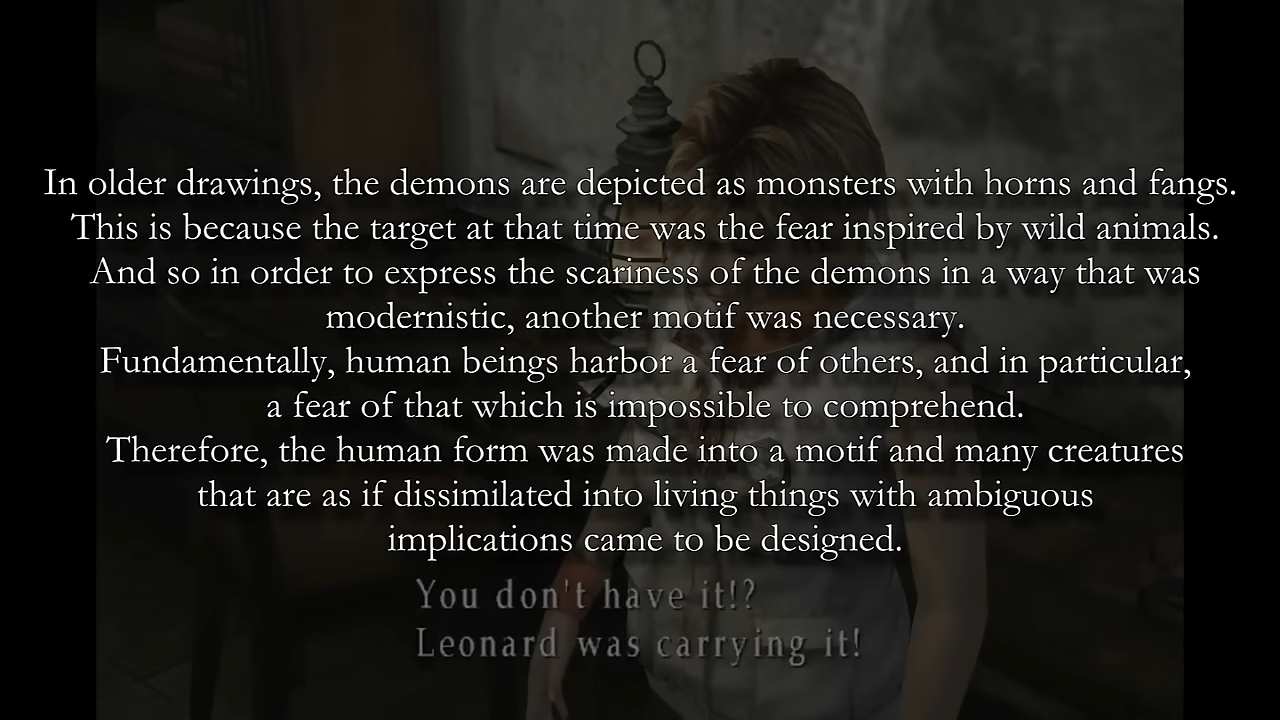 In older drawings, the demons are depicted as monsters with horns and fangs.
This is because the target at that time was the fear inspired by wild animals.
And so in order to express the scariness of the demons in a way that was
modernistic, another motif was necessary.
Fundamentally, human beings harbor a fear of others, and in particular,
a fear of that which is impossible to comprehend.
Therefore, the human form was made into a motif and many creatures
that are as if dissimilated into living things with ambiguous
implications came to be designed.
You don't have it!?
Leonard was carrying it!